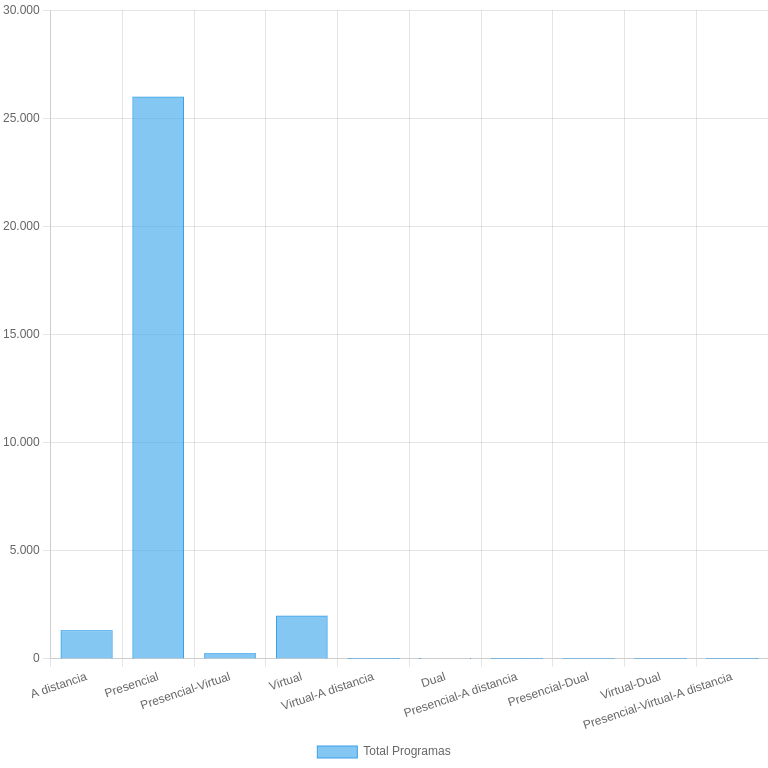 30.000
25.000
20.000
15.000
10.000
5.000
0
A distancia
Presencial
Presencial-Virtual
Virtual
Virtual-A distancia
Dual
Presencial-A distancia
Presencial-Dual
Virtual-Dual
Presencial-Virtual-A distancia
Total Programas